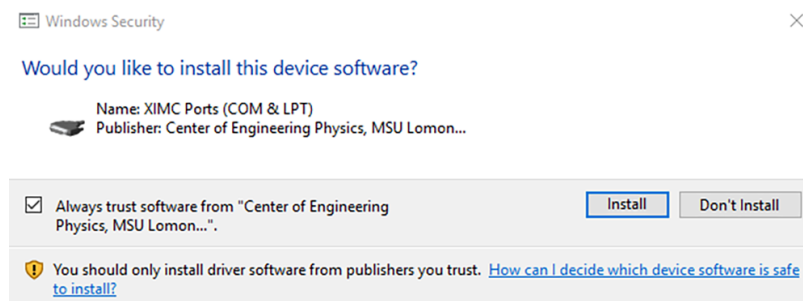 Windows Security
Would you like to install this device software?
Name: XIMC Ports (COM & LPT)
Publisher: Center of Engineering Physics, MSU Lomon...
Always trust software from "Center of Engineering
Physics, MSU Lomon...".
Install
Don't Install
You should only install driver software from publishers you trust. How can I decide which device software is safe
to install?